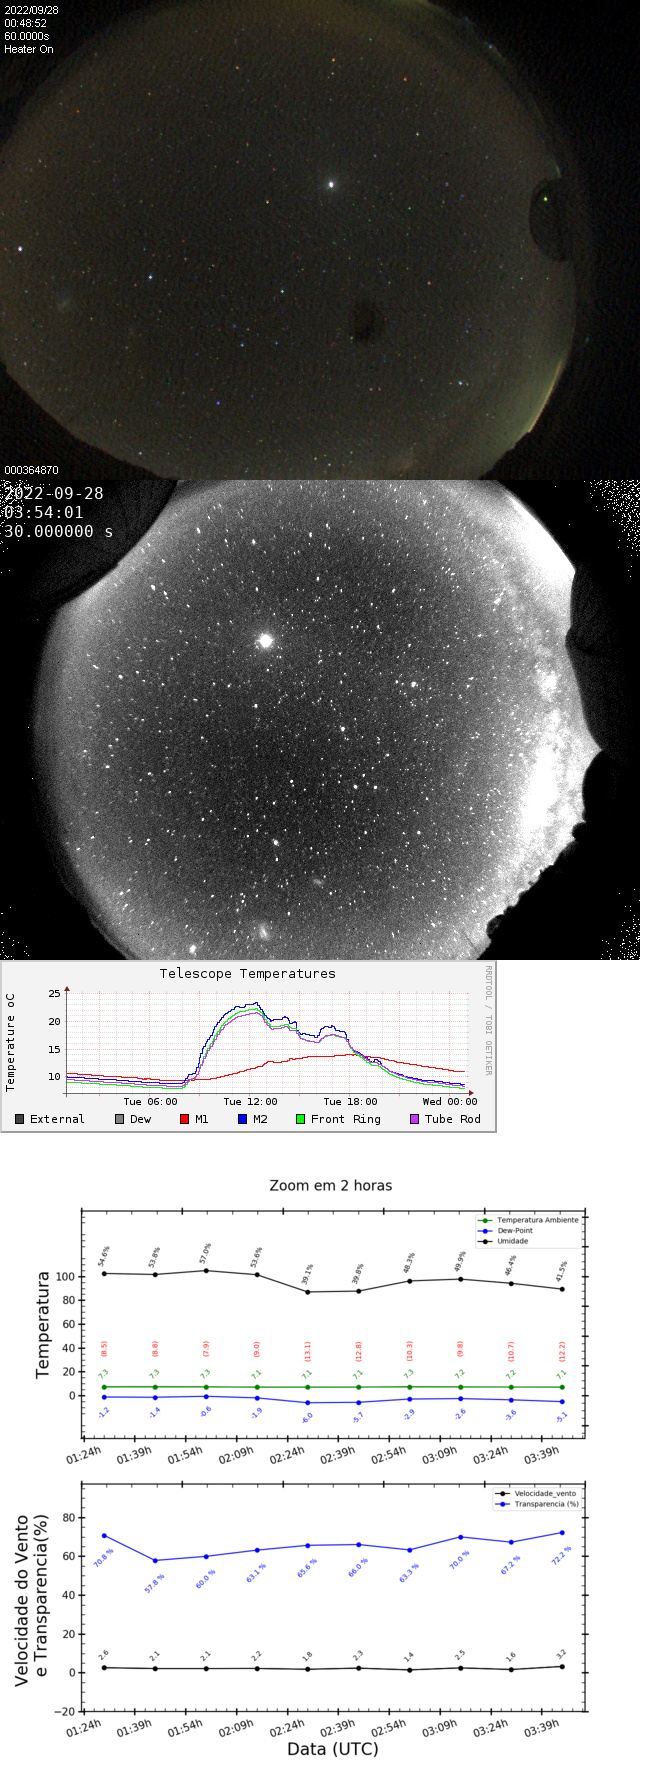 2022/09/28
00:48:52
60.0000s
Heater On
000364870
2022-09-28
03:54:01
30.000000 s
Telescope Temperatures
RRDTOOL / TOBI OETIKER
Temperature oC
25
20
15
10
Tue 06:00 Tue 12:00 Tue 18:00 Wed 00:00
External Dew M1 M2 Front Ring Tube Rod
Zoom em 2 horas
Temperatura Ambiente
Dew-Point
Umidade
Temperatura
100
80
60
40
20
0
54.6% 53.8% 57.0% 53.6% 39.1% 39.8% 48.3% 49.9% 46.4% 41.5%
(8.5) (8.8) (7.9) (9.0) (13.1) (12.8) (10.3) (9.8) (10.7) (12.2)
7.3 7.3 7.3 7.1 7.1 7.1 7.3 7.2 7.2 7.1
-1.2 -1.4 -0.6 -1.9 -6.0 -5.7 -2.9 -2.6 -3.6 -5.1
01:24h 01:39h 01:54h 02:09h 02:24h 02:39h 02:54h 03:09h 03:24h 03:39h
Velocidade_vento
Transparencia (%)
Velocidade do Vento
e Transparencia(%)
80
60
40
20
0
−20
70.8 % 57.8 % 60.0 % 63.1 % 65.6 % 66.0 % 63.3 % 70.0 % 67.2 % 72.2 %
2.6 2.1 2.1 2.2 1.8 2.3 1.4 2.5 1.6 3.2
01:24h 01:39h 01:54h 02:09h 02:24h 02:39h 02:54h 03:09h 03:24h 03:39h
Data (UTC)